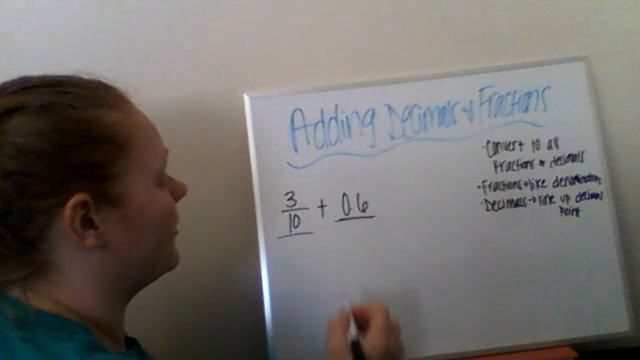 Adding Decimals + Fractions
· Convert to all
Fractions or decimals
· Fractions → like denominators
· Decimals → line up decimal
point
3/10 + 0.6